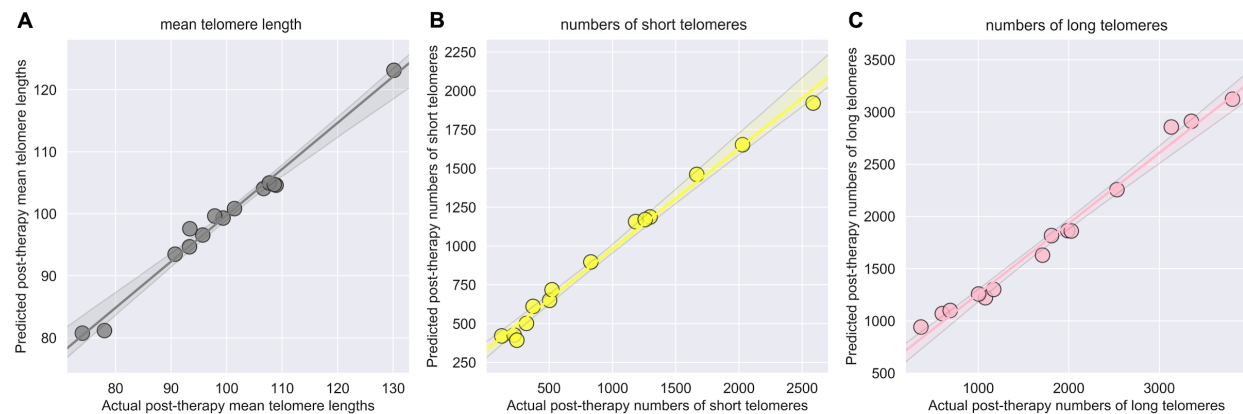 A
mean telomere length
Predicted post-therapy mean telomere lengths
120
110
100
90
80
80
90
100
110
120
130
Actual post-therapy mean telomere lengths
B
numbers of short telomeres
Predicted post-therapy numbers of short telomeres
2250
2000
1750
1500
1250
1000
750
500
250
500
1000
1500
2000
2500
Actual post-therapy numbers of short telomeres
C
numbers of long telomeres
Predicted post-therapy numbers of long telomeres
3500
3000
2500
2000
1500
1000
500
1000
2000
3000
Actual post-therapy numbers of long telomeres